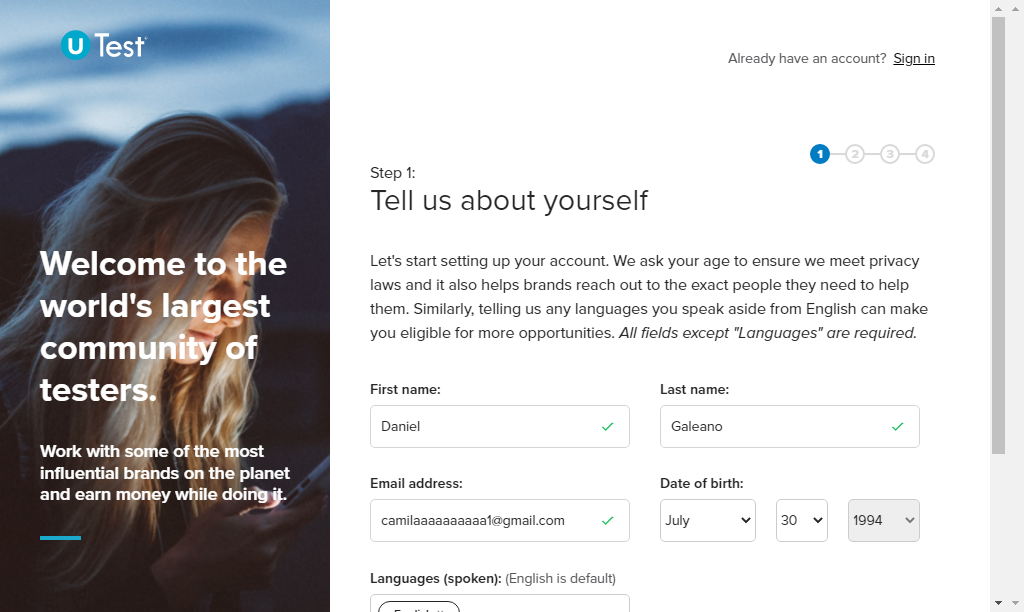 U Test
Already have an account? Sign in
1 2 3 4
Step 1:
Tell us about yourself
Let's start setting up your account. We ask your age to ensure we meet privacy
laws and it also helps brands reach out to the exact people they need to help
them. Similarly, telling us any languages you speak aside from English can make
you eligible for more opportunities. All fields except "Languages" are required.
Welcome to the
world's largest
community of
testers.
Work with some of the most
influential brands on the planet
and earn money while doing it.
First name: Last name:
Daniel Galeano
Email address: Date of birth:
camilaaaaaaaaaa1@gmail.com July 30 1994
Languages (spoken): (English is default)